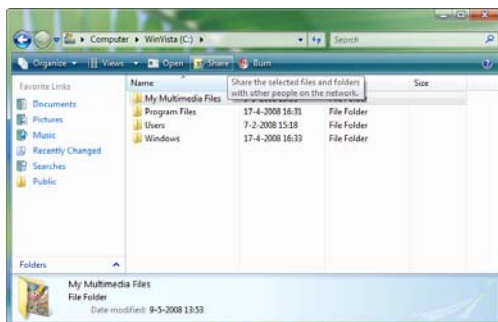 Computer ▸ WinVista (C:) ▸
Search
Organize Views Open Share Burn
Favorite Links
Documents
Pictures
Music
Recently Changed
Searches
Public
Folders
Name
Size
Share the selected files and folders
with other people on the network.
My Multimedia Files
Program Files 17-4-2008 16:31 File Folder
Users 7-2-2008 15:18 File Folder
Windows 17-4-2008 16:33 File Folder
My Multimedia Files
File Folder
Date modified: 9-5-2008 13:53